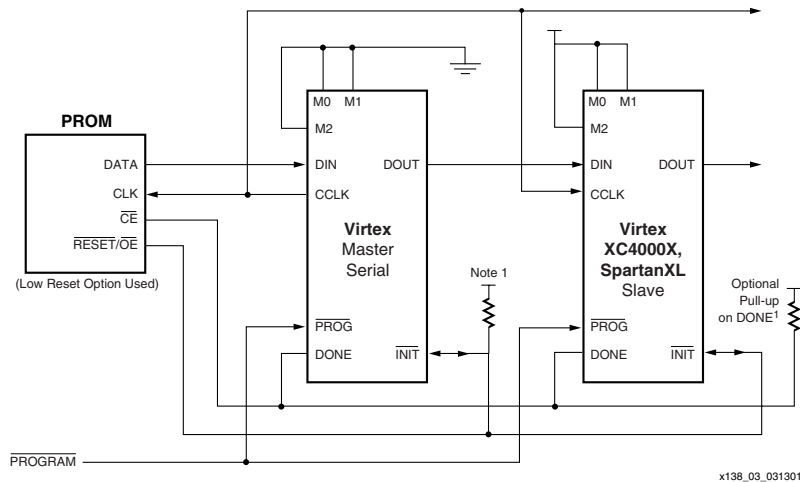 PROM
DATA
CLK
CE
RESET/OE
(Low Reset Option Used)
M0 M1
M2
DIN DOUT
CCLK
Virtex
Master
Serial
PROG
DONE INIT
Note 1
M0 M1
M2
DIN DOUT
CCLK
Virtex
XC4000X,
SpartanXL
Slave
PROG
DONE INIT
Optional
Pull-up
on DONE¹
PROGRAM
x138_03_031301